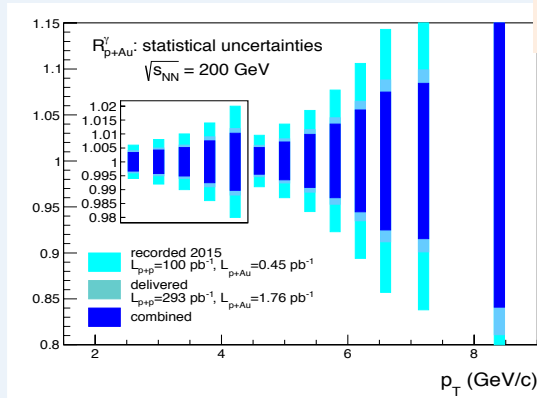 R^γ_p+Au: statistical uncertainties
√s_NN = 200 GeV
1.15
1.1
1.05
1
0.95
0.9
0.85
0.8
1.02
1.015
1.01
1.005
1
0.995
0.99
0.985
0.98
recorded 2015
L_p+p=100 pb⁻¹, L_p+Au=0.45 pb⁻¹
delivered
L_p+p=293 pb⁻¹, L_p+Au=1.76 pb⁻¹
combined
2 4 6 8
p_T (GeV/c)